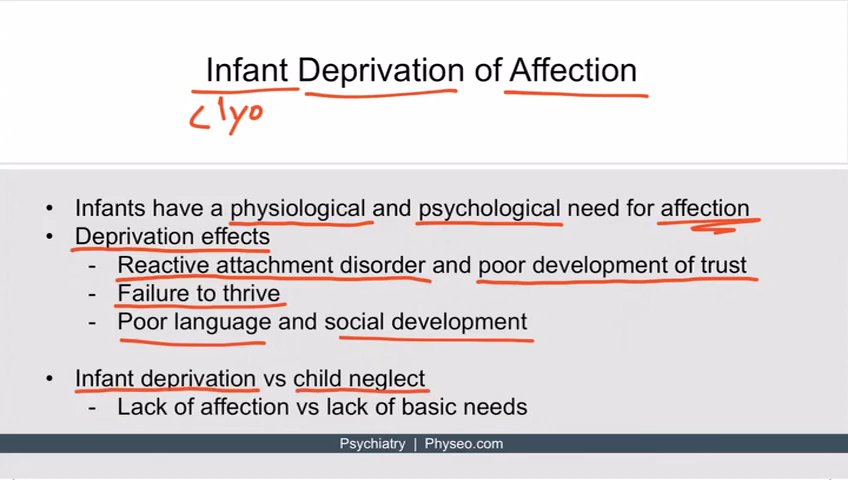 Infant Deprivation of Affection
<1yo
• Infants have a physiological and psychological need for affection
• Deprivation effects
- Reactive attachment disorder and poor development of trust
- Failure to thrive
- Poor language and social development
• Infant deprivation vs child neglect
- Lack of affection vs lack of basic needs
Psychiatry | Physeo.com